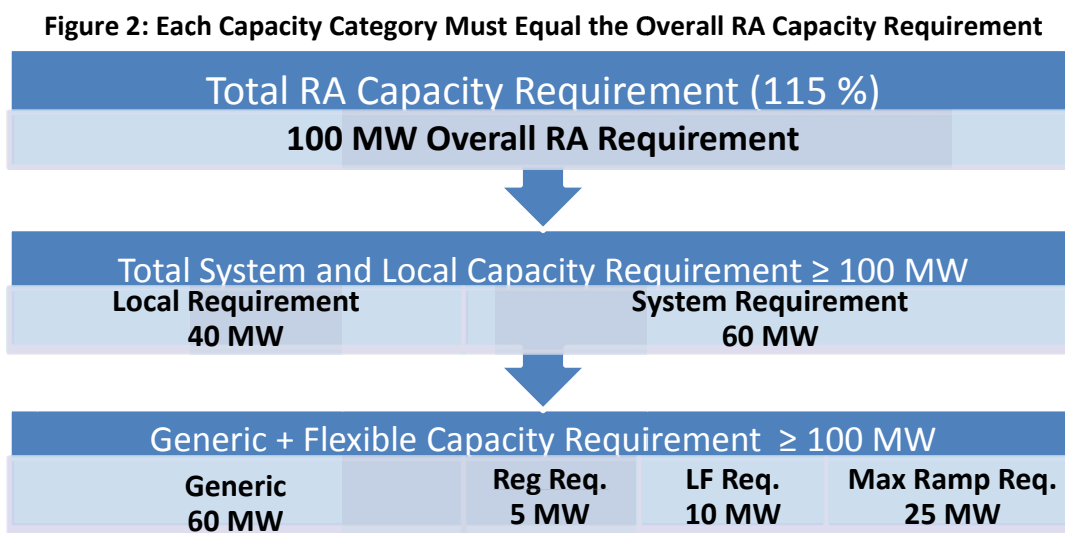 Figure 2: Each Capacity Category Must Equal the Overall RA Capacity Requirement
Total RA Capacity Requirement (115 %)
100 MW Overall RA Requirement
Total System and Local Capacity Requirement ≥ 100 MW
Local Requirement
40 MW
System Requirement
60 MW
Generic + Flexible Capacity Requirement ≥ 100 MW
Generic
60 MW
Reg Req.
5 MW
LF Req.
10 MW
Max Ramp Req.
25 MW